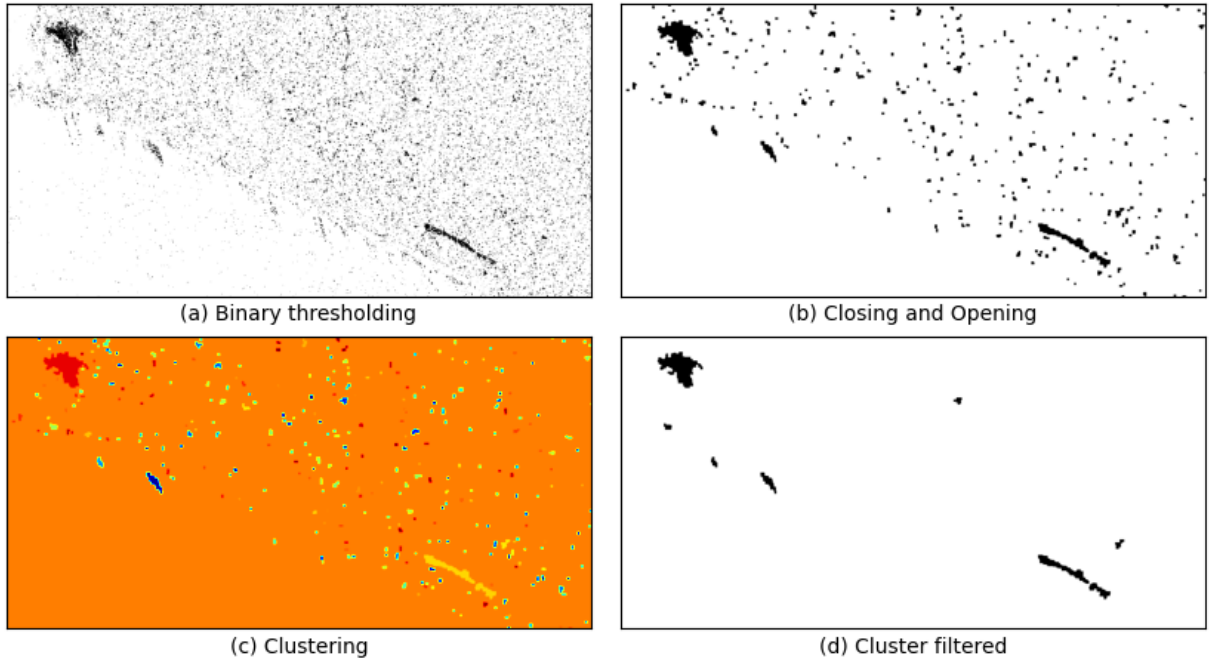 (a) Binary thresholding
(b) Closing and Opening
(c) Clustering
(d) Cluster filtered